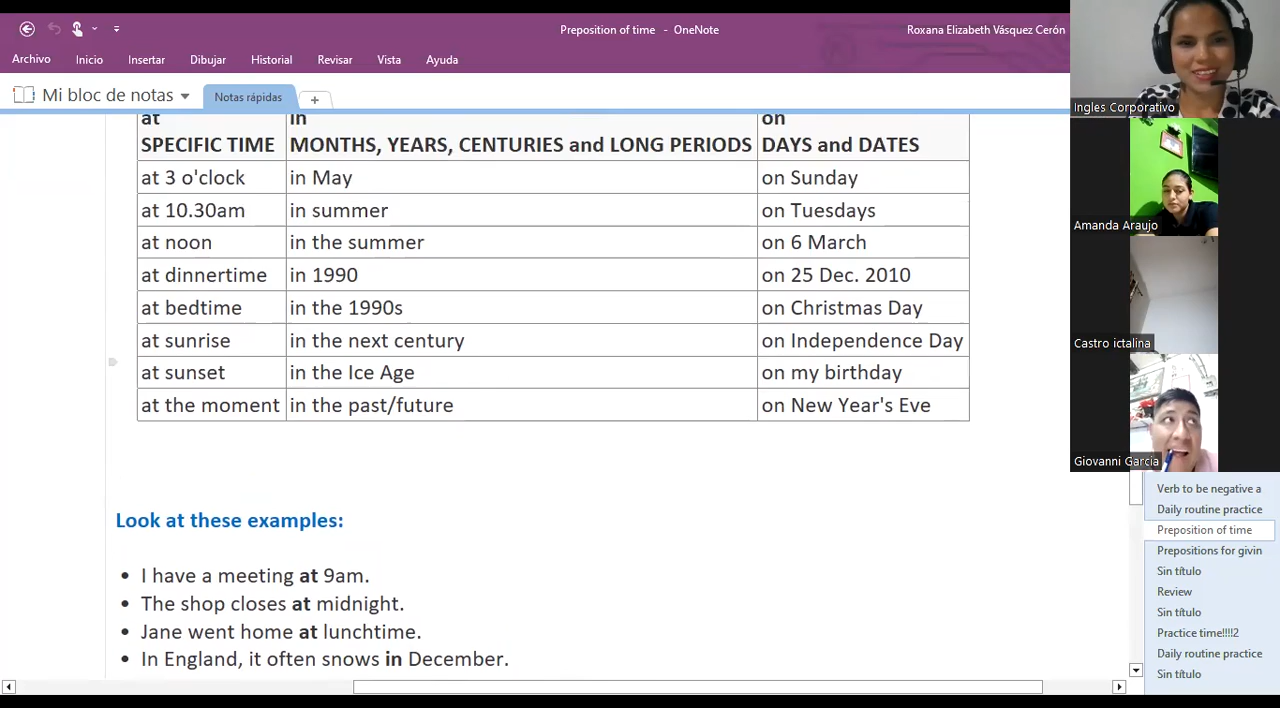 Preposition of time - OneNote
Roxana Elizabeth Vásquez Cerón
Archivo Inicio Insertar Dibujar Historial Revisar Vista Ayuda
Mi bloc de notas
Notas rápidas
at in on
SPECIFIC TIME MONTHS, YEARS, CENTURIES and LONG PERIODS DAYS and DATES
at 3 o'clock in May on Sunday
at 10.30am in summer on Tuesdays
at noon in the summer on 6 March
at dinnertime in 1990 on 25 Dec. 2010
at bedtime in the 1990s on Christmas Day
at sunrise in the next century on Independence Day
at sunset in the Ice Age on my birthday
at the moment in the past/future on New Year's Eve
Look at these examples:
• I have a meeting at 9am.
• The shop closes at midnight.
• Jane went home at lunchtime.
• In England, it often snows in December.
Ingles Corporativo
Amanda Araujo
Castro ictalina
Giovanni Garcia
Verb to be negative a
Daily routine practice
Preposition of time
Prepositions for givin
Sin título
Review
Sin título
Practice time!!!!2
Daily routine practice
Sin título